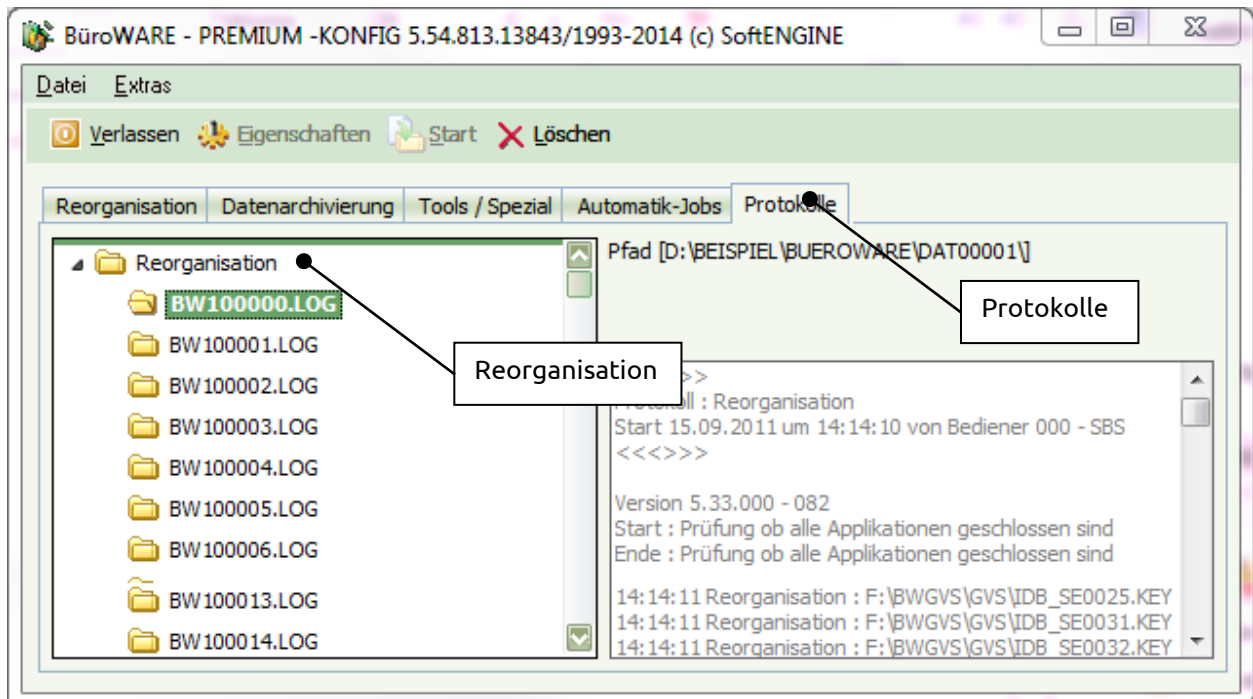 BüroWARE - PREMIUM -KONFIG 5.54.813.13843/1993-2014 (c) SoftENGINE
Datei Extras
Verlassen Eigenschaften Start Löschen
Reorganisation Datenarchivierung Tools / Spezial Automatik-Jobs Protokolle
Reorganisation
BW100000.LOG
BW100001.LOG
BW100002.LOG
BW100003.LOG
BW100004.LOG
BW100005.LOG
BW100006.LOG
BW100013.LOG
BW100014.LOG
Pfad [D:\BEISPIEL\BUEROWARE\DAT00001\]
Protokolle
Reorganisation
>>
: Reorganisation
Start 15.09.2011 um 14:14:10 von Bediener 000 - SBS
<<<>>>
Version 5.33.000 - 082
Start : Prüfung ob alle Applikationen geschlossen sind
Ende : Prüfung ob alle Applikationen geschlossen sind
14:14:11 Reorganisation : F:\BWGVS\GVS\IDB_SE0025.KEY
14:14:11 Reorganisation : F:\BWGVS\GVS\IDB_SE0031.KEY
14:14:11 Reorganisation : F:\BWGVS\GVS\IDB_SE0032.KEY